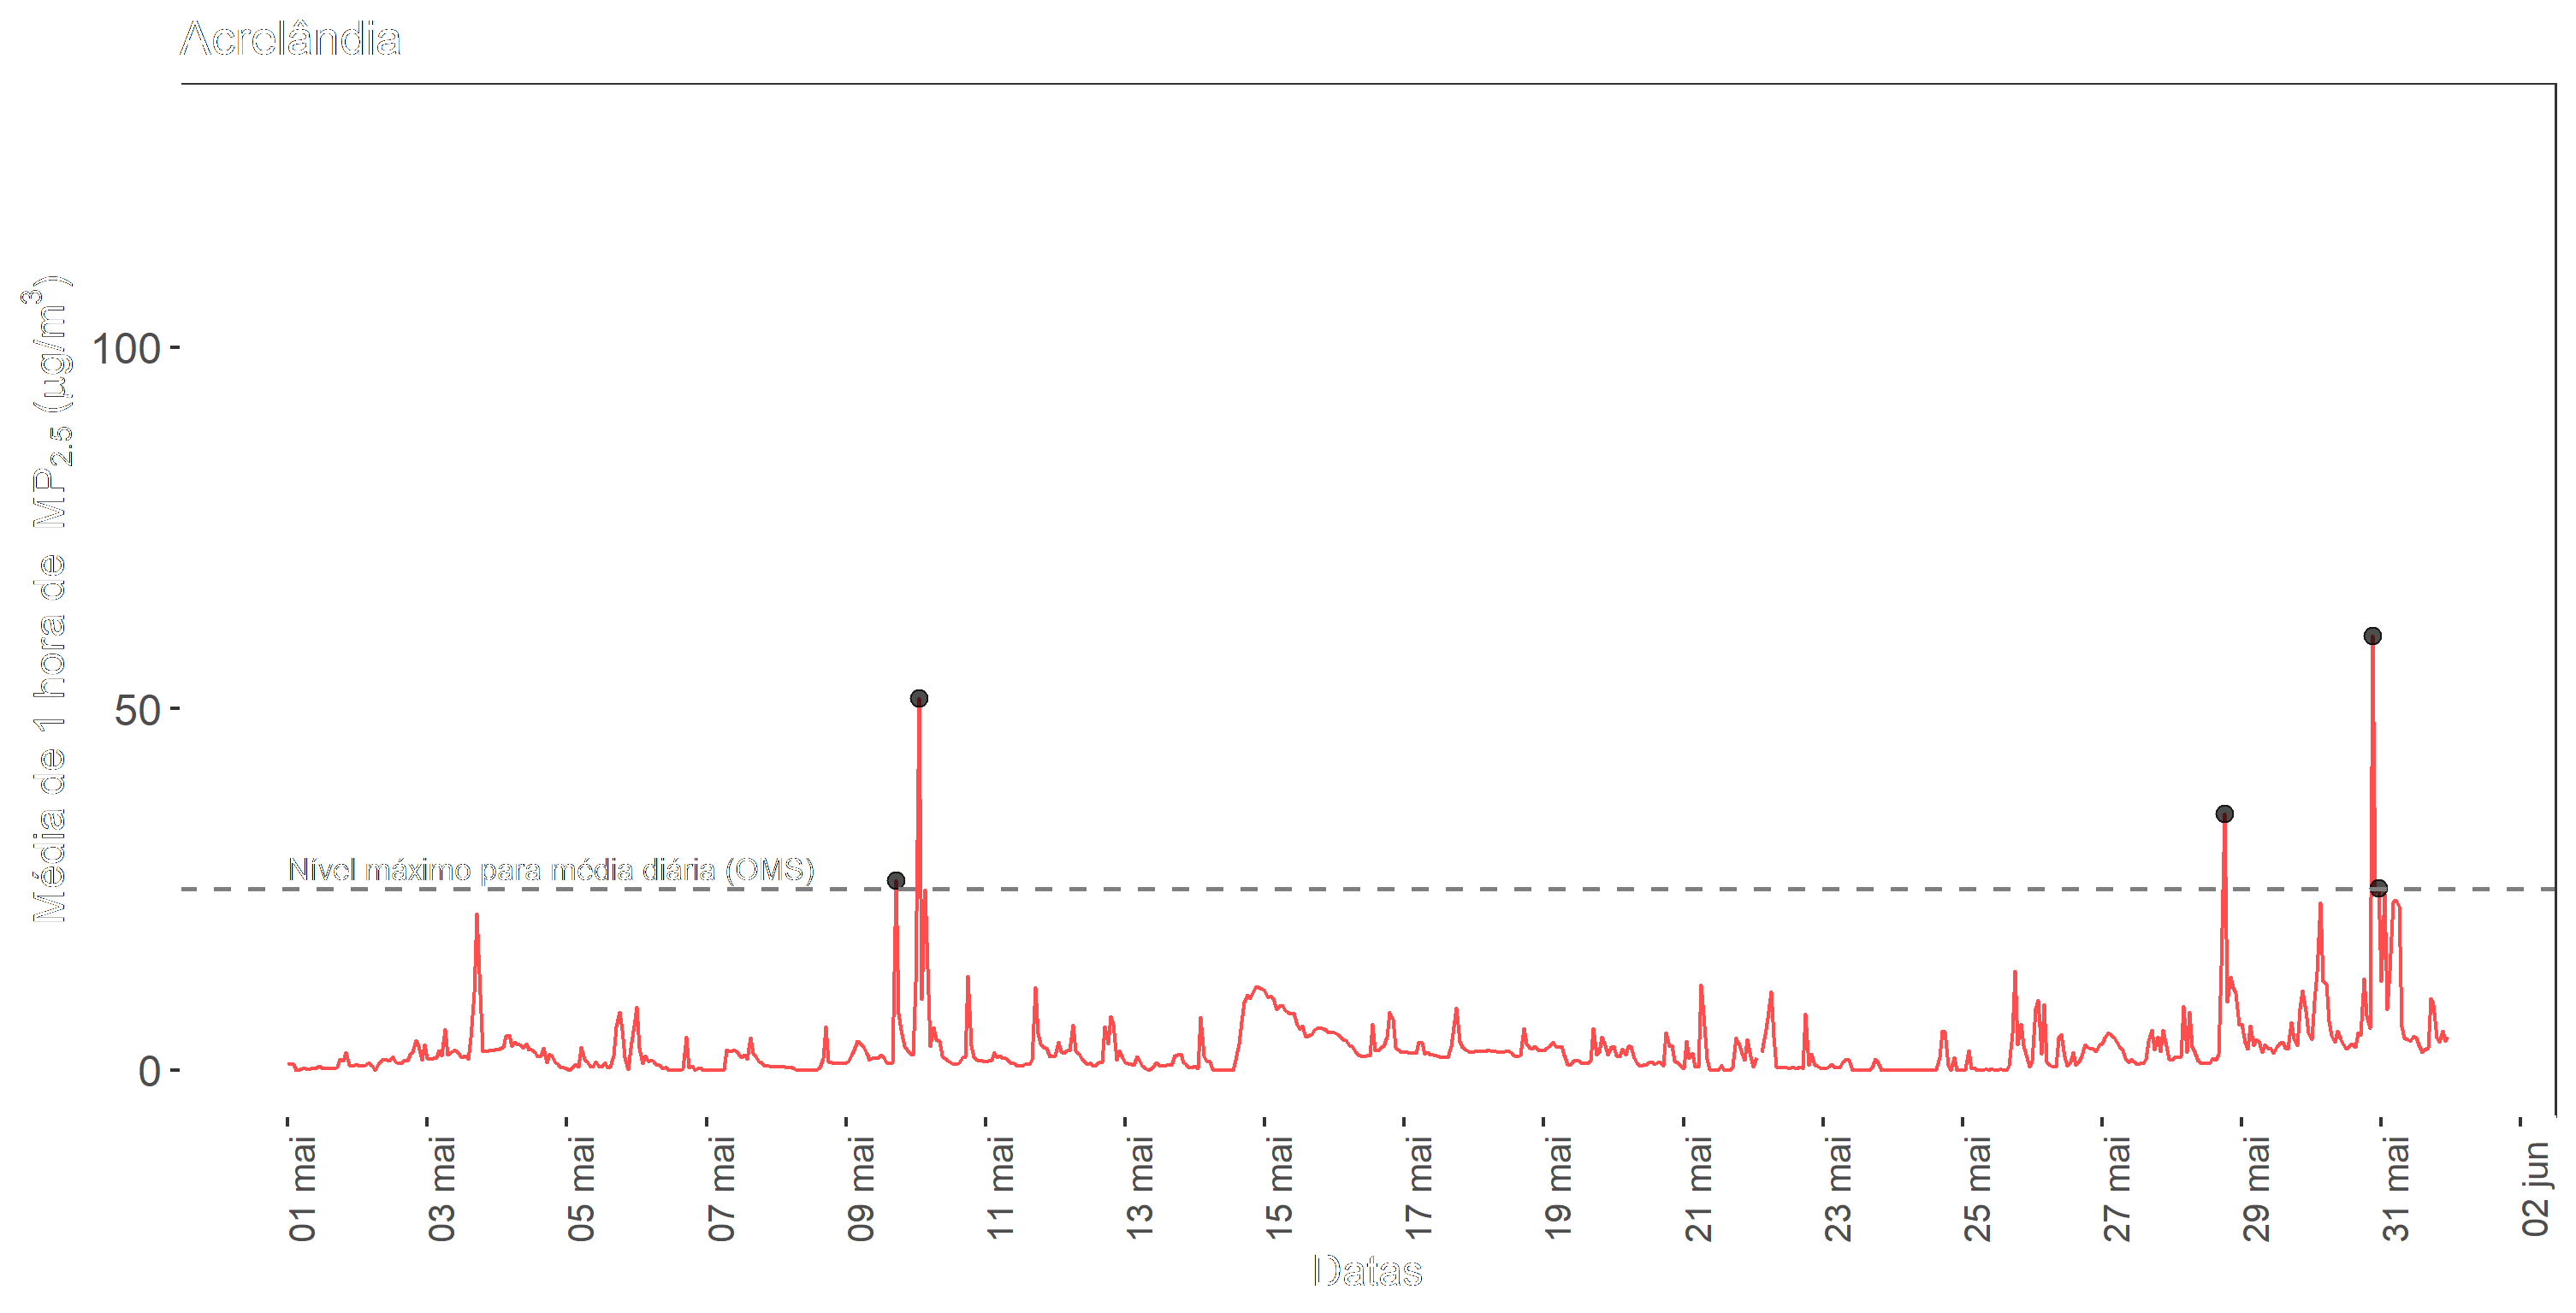 Acrelândia
Média de 1 hora de MP2.5 (µg/m³)
100
50
0
Nível máximo para média diária (OMS)
01 mai
03 mai
05 mai
07 mai
09 mai
11 mai
13 mai
15 mai
17 mai
19 mai
21 mai
23 mai
25 mai
27 mai
29 mai
31 mai
02 jun
Datas